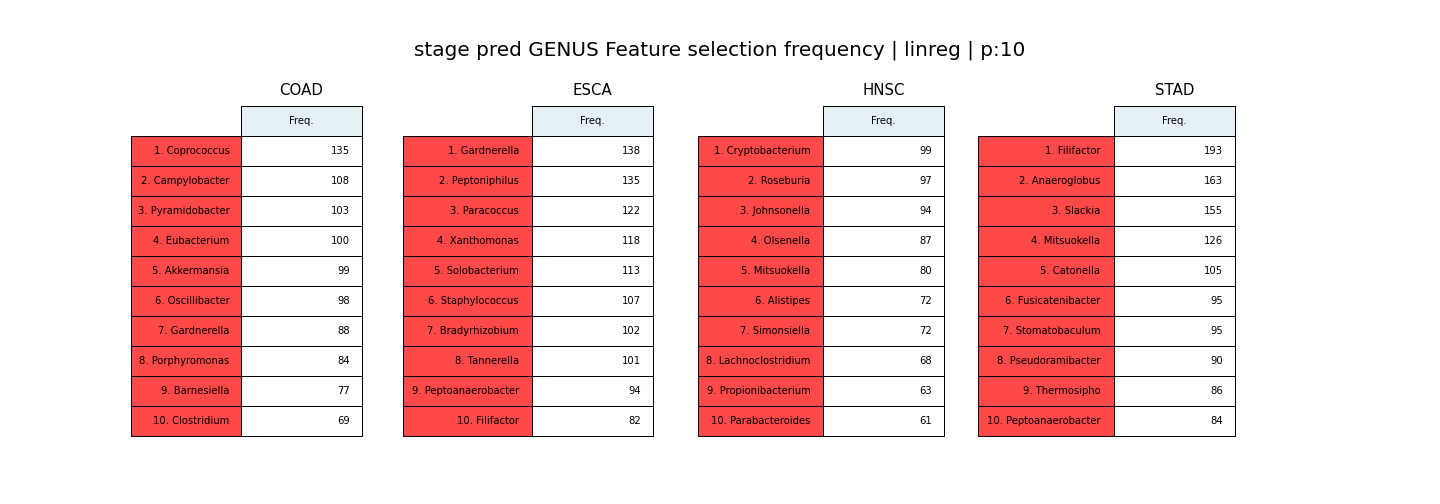 stage pred GENUS Feature selection frequency | linreg | p:10
COAD
Freq.
1. Coprococcus 135
2. Campylobacter 108
3. Pyramidobacter 103
4. Eubacterium 100
5. Akkermansia 99
6. Oscillibacter 98
7. Gardnerella 88
8. Porphyromonas 84
9. Barnesiella 77
10. Clostridium 69
ESCA
Freq.
1. Gardnerella 138
2. Peptoniphilus 135
3. Paracoccus 122
4. Xanthomonas 118
5. Solobacterium 113
6. Staphylococcus 107
7. Bradyrhizobium 102
8. Tannerella 101
9. Peptoanaerobacter 94
10. Filifactor 82
HNSC
Freq.
1. Cryptobacterium 99
2. Roseburia 97
3. Johnsonella 94
4. Olsenella 87
5. Mitsuokella 80
6. Alistipes 72
7. Simonsiella 72
8. Lachnoclostridium 68
9. Propionibacterium 63
10. Parabacteroides 61
STAD
Freq.
1. Filifactor 193
2. Anaeroglobus 163
3. Slackia 155
4. Mitsuokella 126
5. Catonella 105
6. Fusicatenibacter 95
7. Stomatobaculum 95
8. Pseudoramibacter 90
9. Thermosipho 86
10. Peptoanaerobacter 84